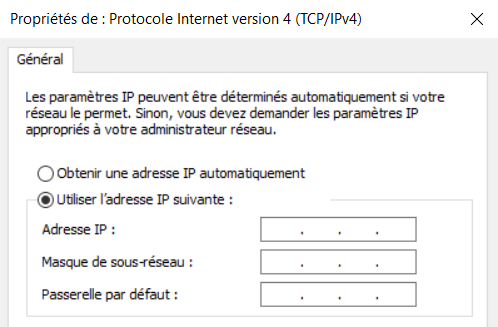 Propriétés de : Protocole Internet version 4 (TCP/IPv4)
Général
Les paramètres IP peuvent être déterminés automatiquement si votre
réseau le permet. Sinon, vous devez demander les paramètres IP
appropriés à votre administrateur réseau.
Obtenir une adresse IP automatiquement
Utiliser l'adresse IP suivante :
Adresse IP :
Masque de sous-réseau :
Passerelle par défaut :